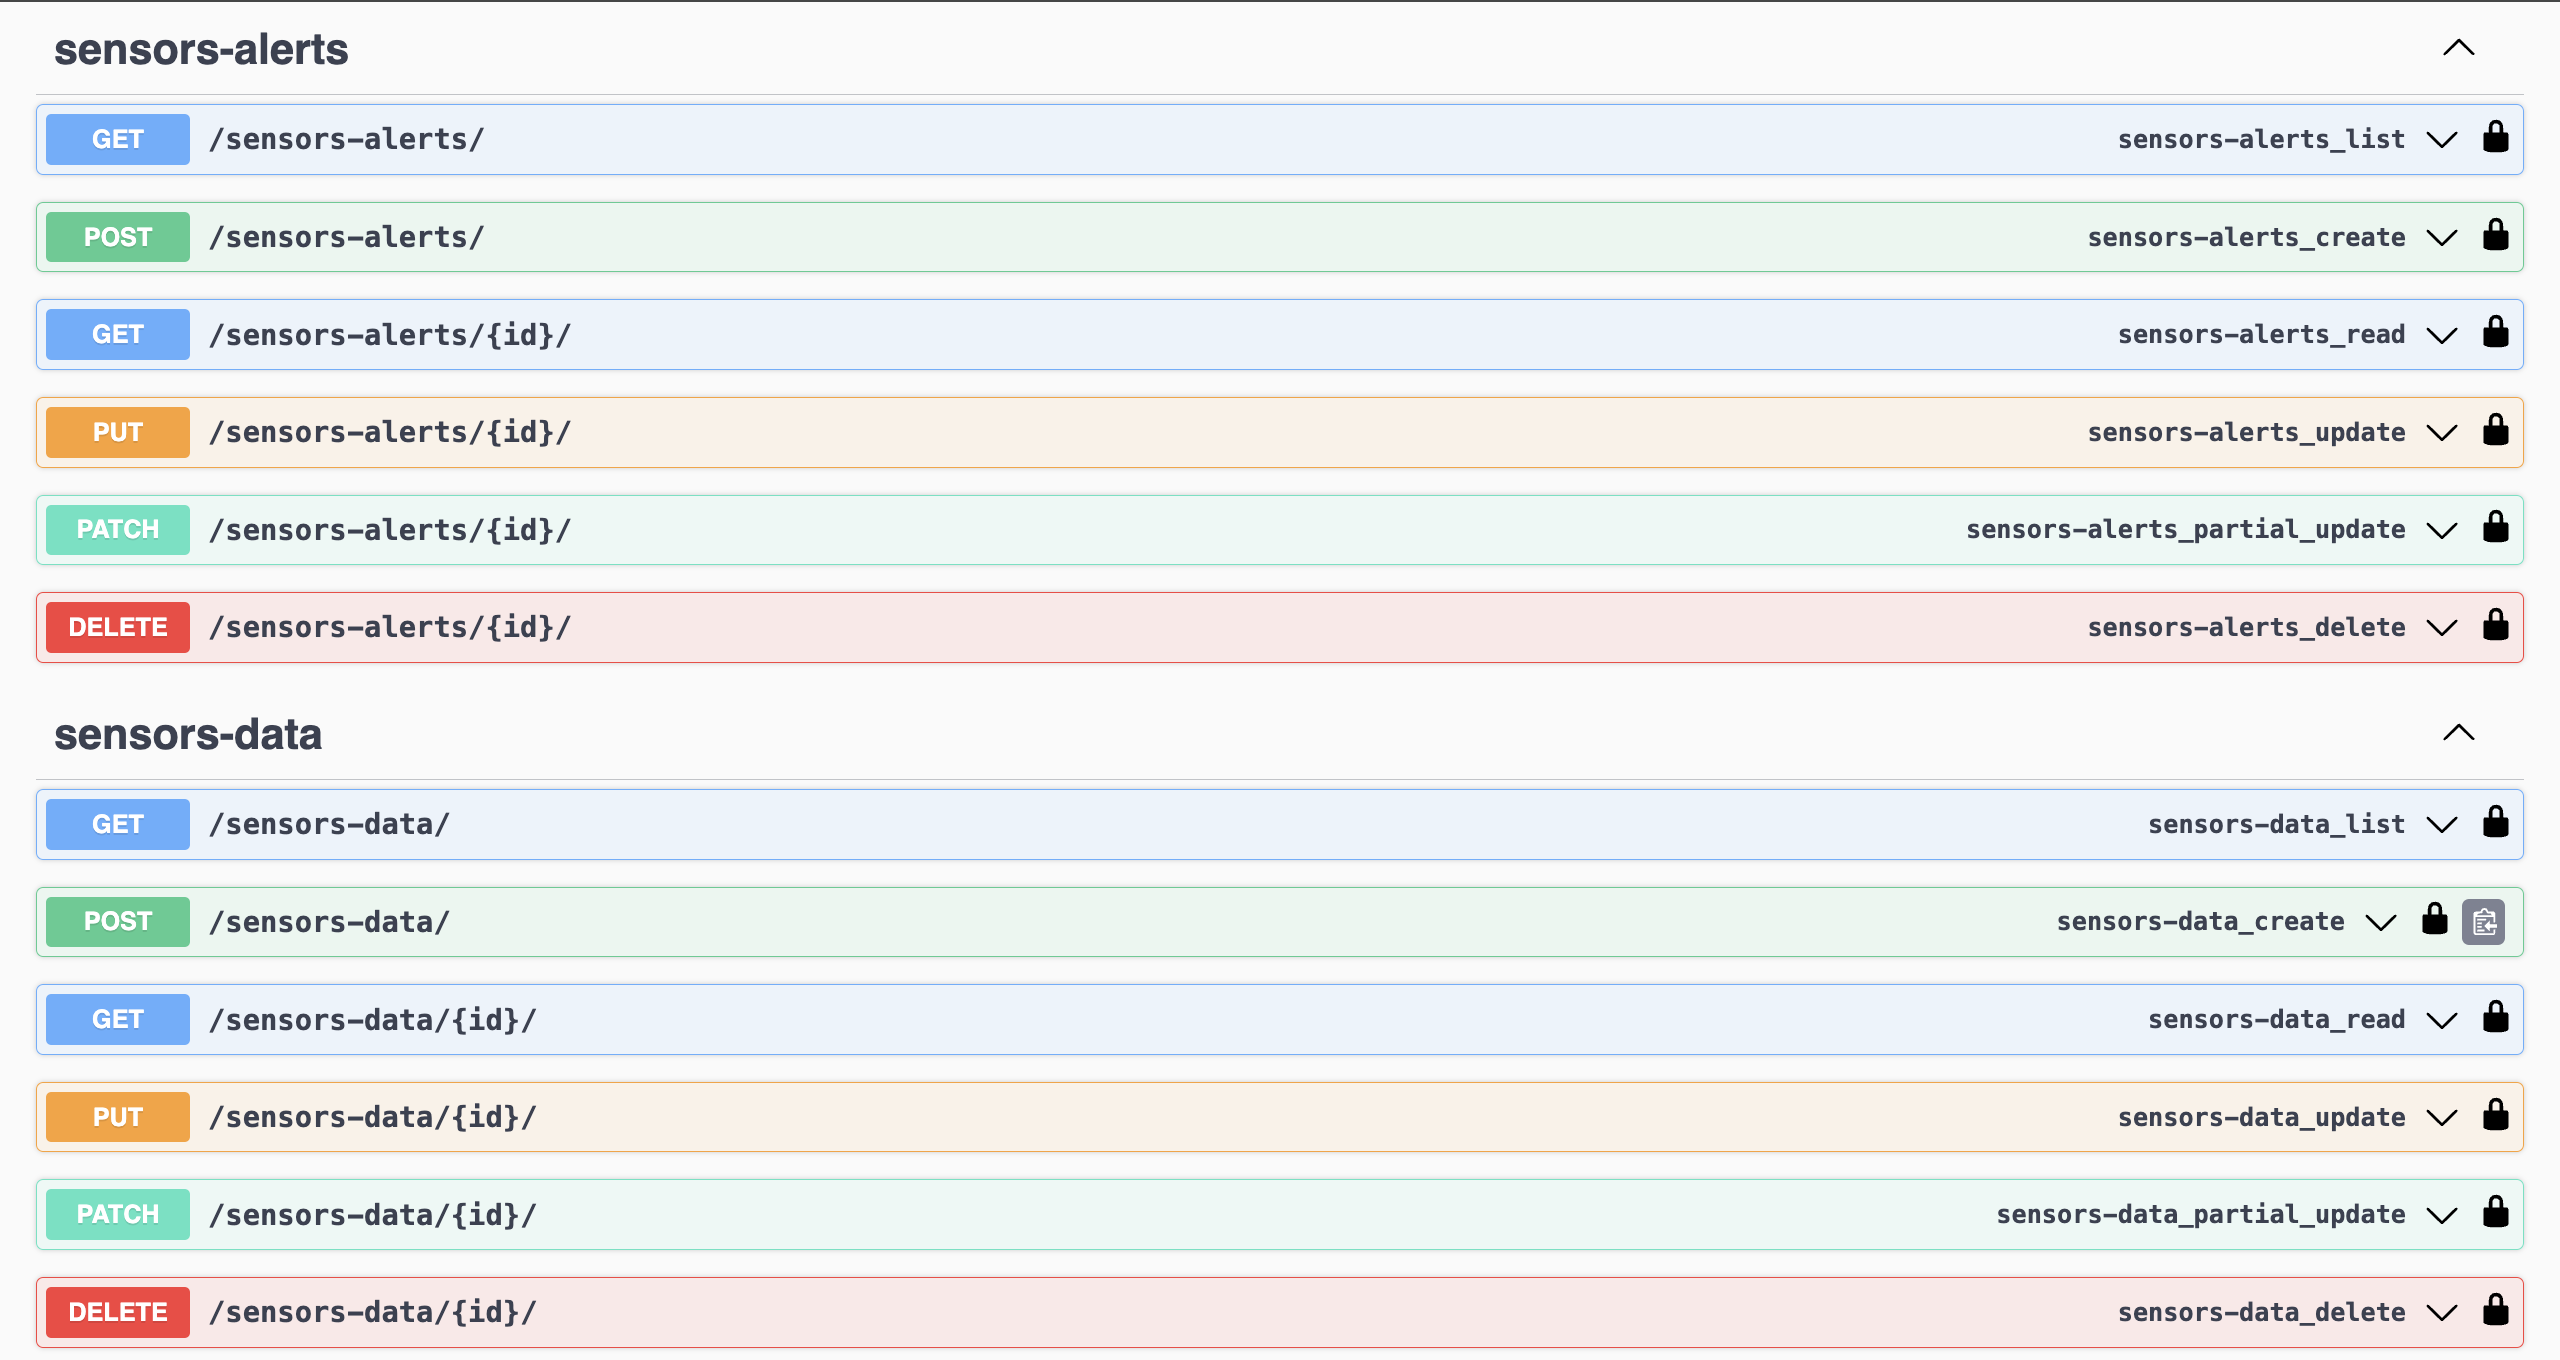 sensors-alerts
GET /sensors-alerts/ sensors-alerts_list
POST /sensors-alerts/ sensors-alerts_create
GET /sensors-alerts/{id}/ sensors-alerts_read
PUT /sensors-alerts/{id}/ sensors-alerts_update
PATCH /sensors-alerts/{id}/ sensors-alerts_partial_update
DELETE /sensors-alerts/{id}/ sensors-alerts_delete
sensors-data
GET /sensors-data/ sensors-data_list
POST /sensors-data/ sensors-data_create
GET /sensors-data/{id}/ sensors-data_read
PUT /sensors-data/{id}/ sensors-data_update
PATCH /sensors-data/{id}/ sensors-data_partial_update
DELETE /sensors-data/{id}/ sensors-data_delete